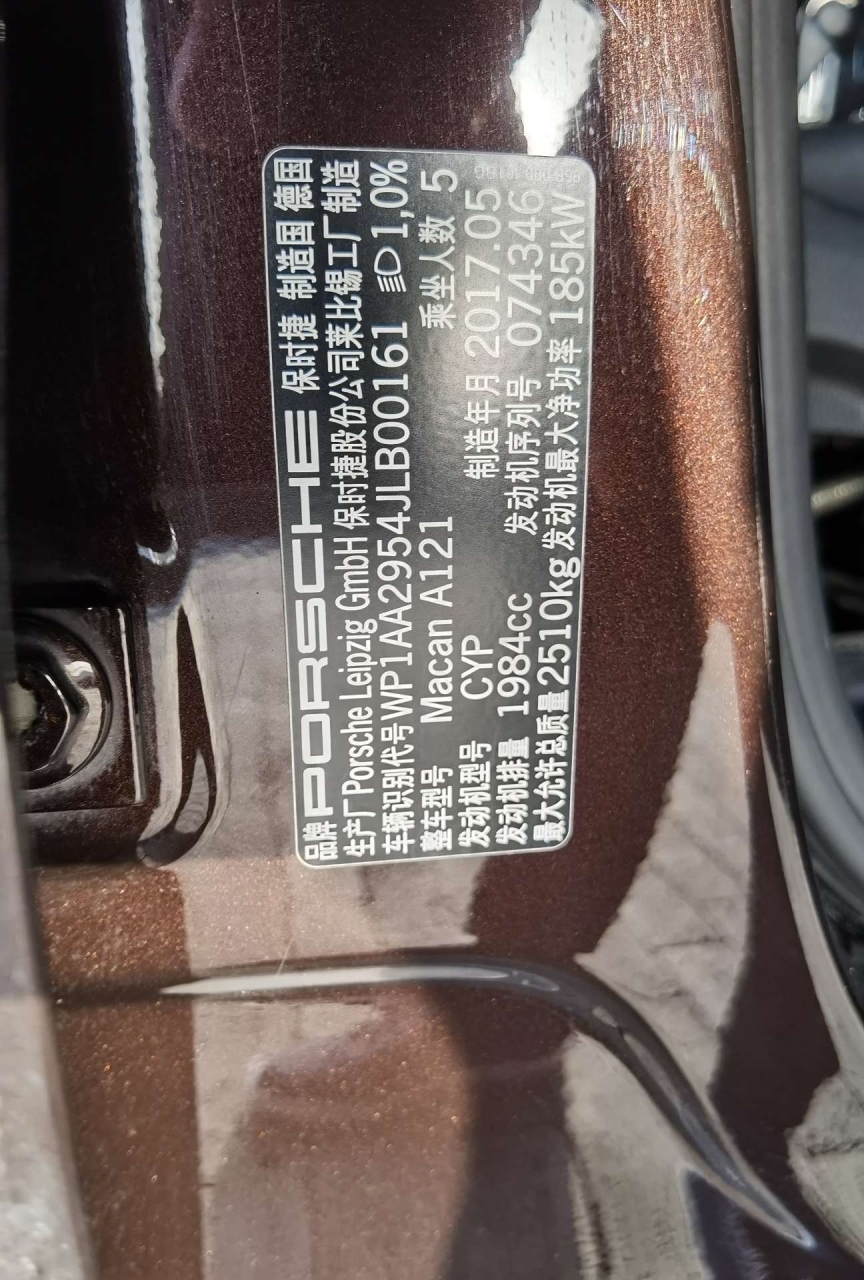 品牌 PORSCHE 保时捷 制造国 德国
生产厂 Porsche Leipzig GmbH 保时捷股份公司莱比锡工厂制造
车辆识别代号 WP1AA2954JLB00161 1,0%
整车型号 Macan A121 乘坐人数 5
发动机型号 CYP 制造年月 2017.05
发动机排量 1984cc 发动机序列号 074346
最大允许总质量 2510kg 发动机最大净功率 185kW